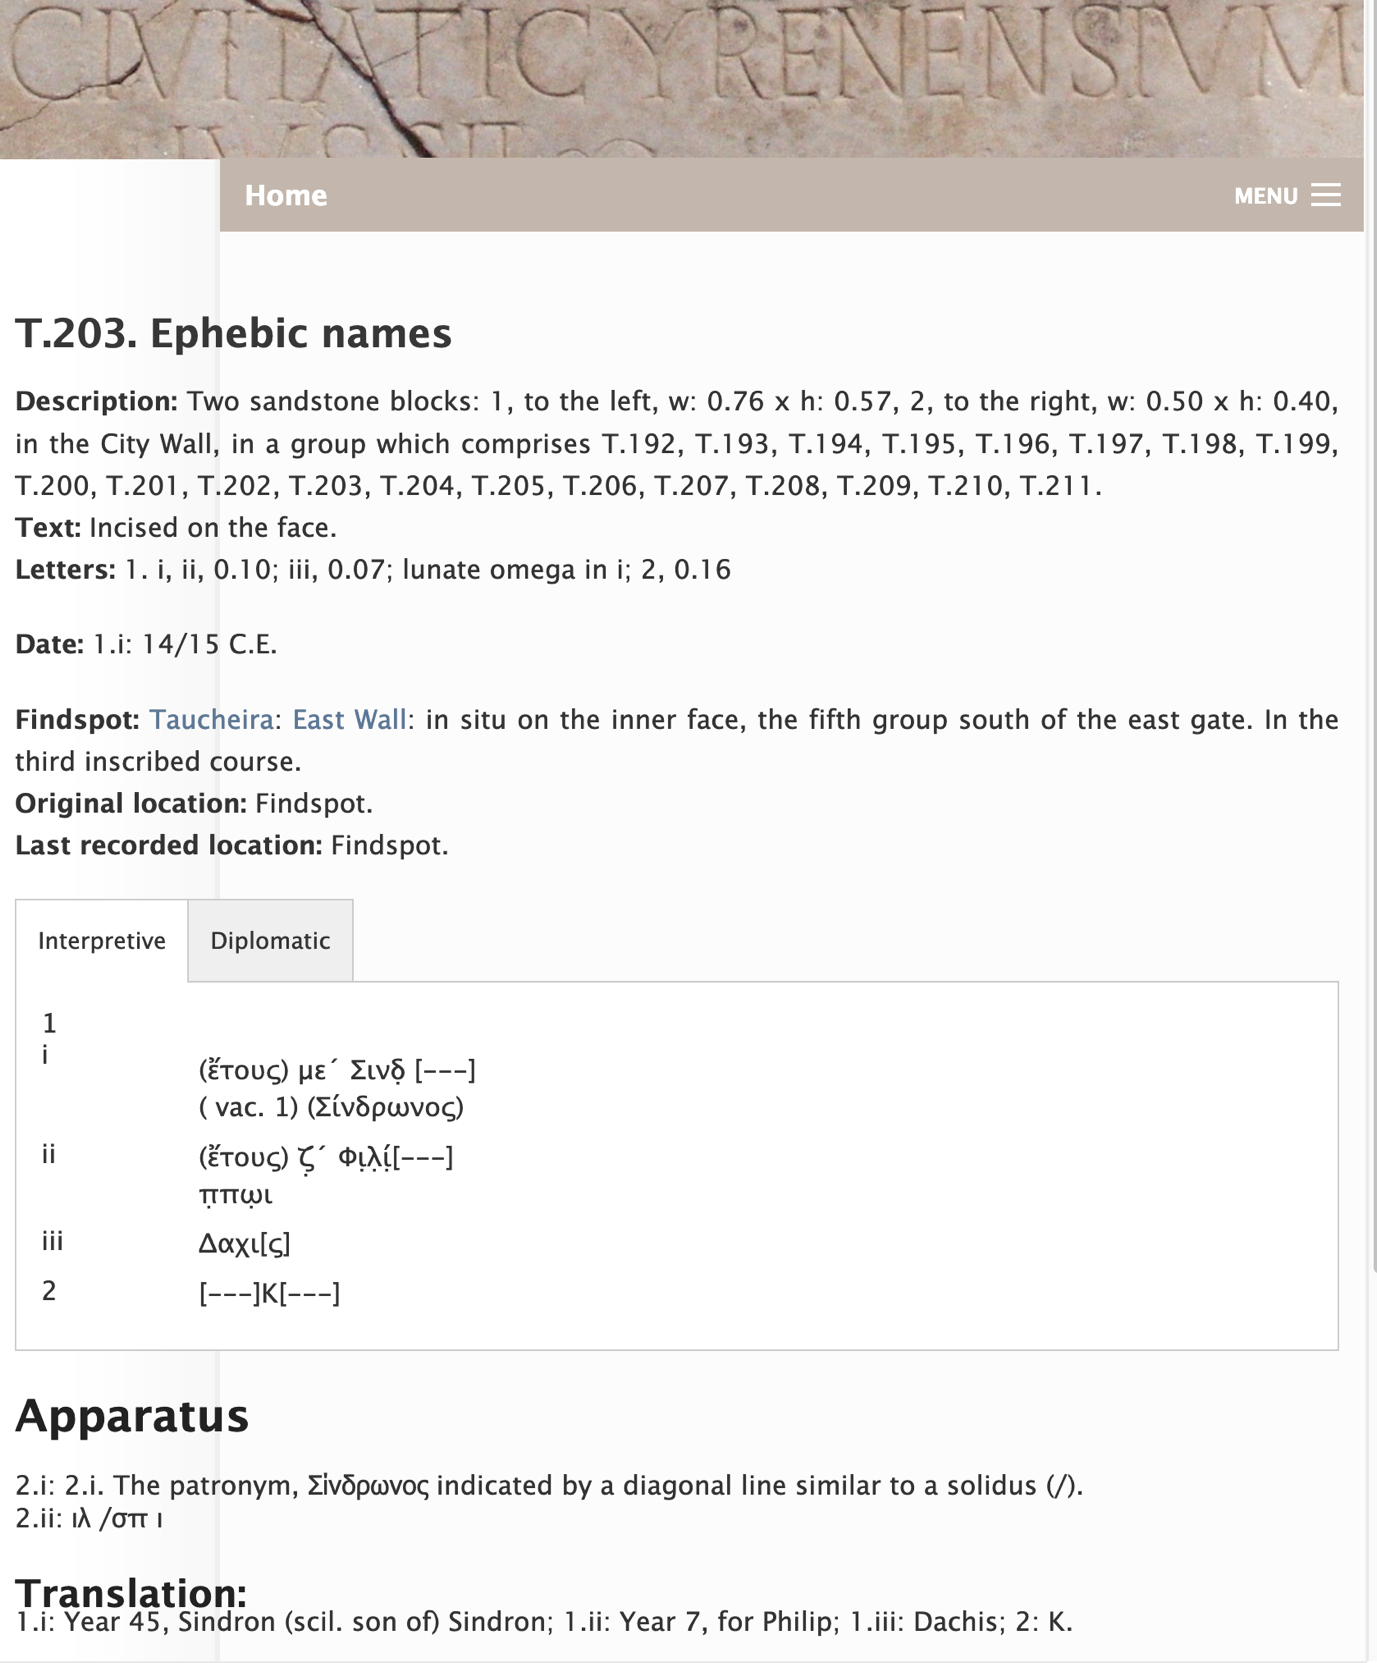 CIVITATI CYRENENSIVM
Home
MENU
T.203. Ephebic names
Description: Two sandstone blocks: 1, to the left, w: 0.76 x h: 0.57, 2, to the right, w: 0.50 x h: 0.40,
in the City Wall, in a group which comprises T.192, T.193, T.194, T.195, T.196, T.197, T.198, T.199,
T.200, T.201, T.202, T.203, T.204, T.205, T.206, T.207, T.208, T.209, T.210, T.211.
Text: Incised on the face.
Letters: 1. i, ii, 0.10; iii, 0.07; lunate omega in i; 2, 0.16
Date: 1.i: 14/15 C.E.
Findspot: Taucheira: East Wall: in situ on the inner face, the fifth group south of the east gate. In the
third inscribed course.
Original location: Findspot.
Last recorded location: Findspot.
Interpretive Diplomatic
1
i
(ἔτους) με´ Σινδ̣ [---]
( vac. 1) (Σίνδρωνος)
ii (ἔτους) ζ̣´ Φι̣λ̣ί̣[---]
π̣πω̣ι
iii Δαχι[ς]
2 [---]Κ[---]
Apparatus
2.i: 2.i. The patronym, Σίνδρωνος indicated by a diagonal line similar to a solidus (/).
2.ii: ιλ /σπ ι
Translation:
1.i: Year 45, Sindron (scil. son of) Sindron; 1.ii: Year 7, for Philip; 1.iii: Dachis; 2: K.